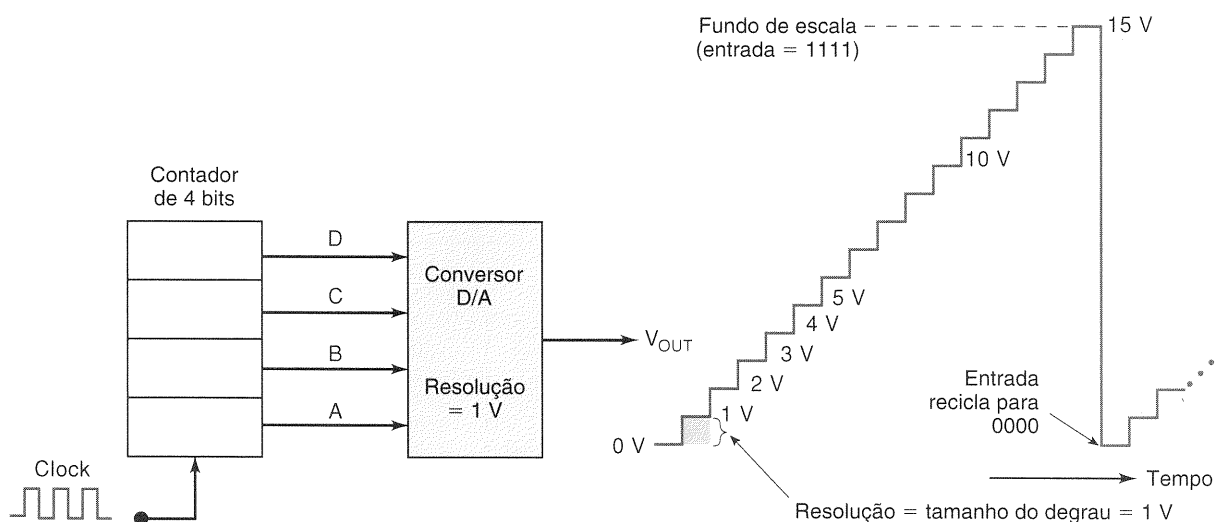 Fundo de escala
(entrada = 1111)
15 V
10 V
5 V
4 V
3 V
2 V
1 V
0 V
Contador
de 4 bits
D
C
B
A
Conversor
D/A
Resolução
= 1 V
V_OUT
Clock
Entrada
recicla para
0000
Tempo
Resolução = tamanho do degrau = 1 V